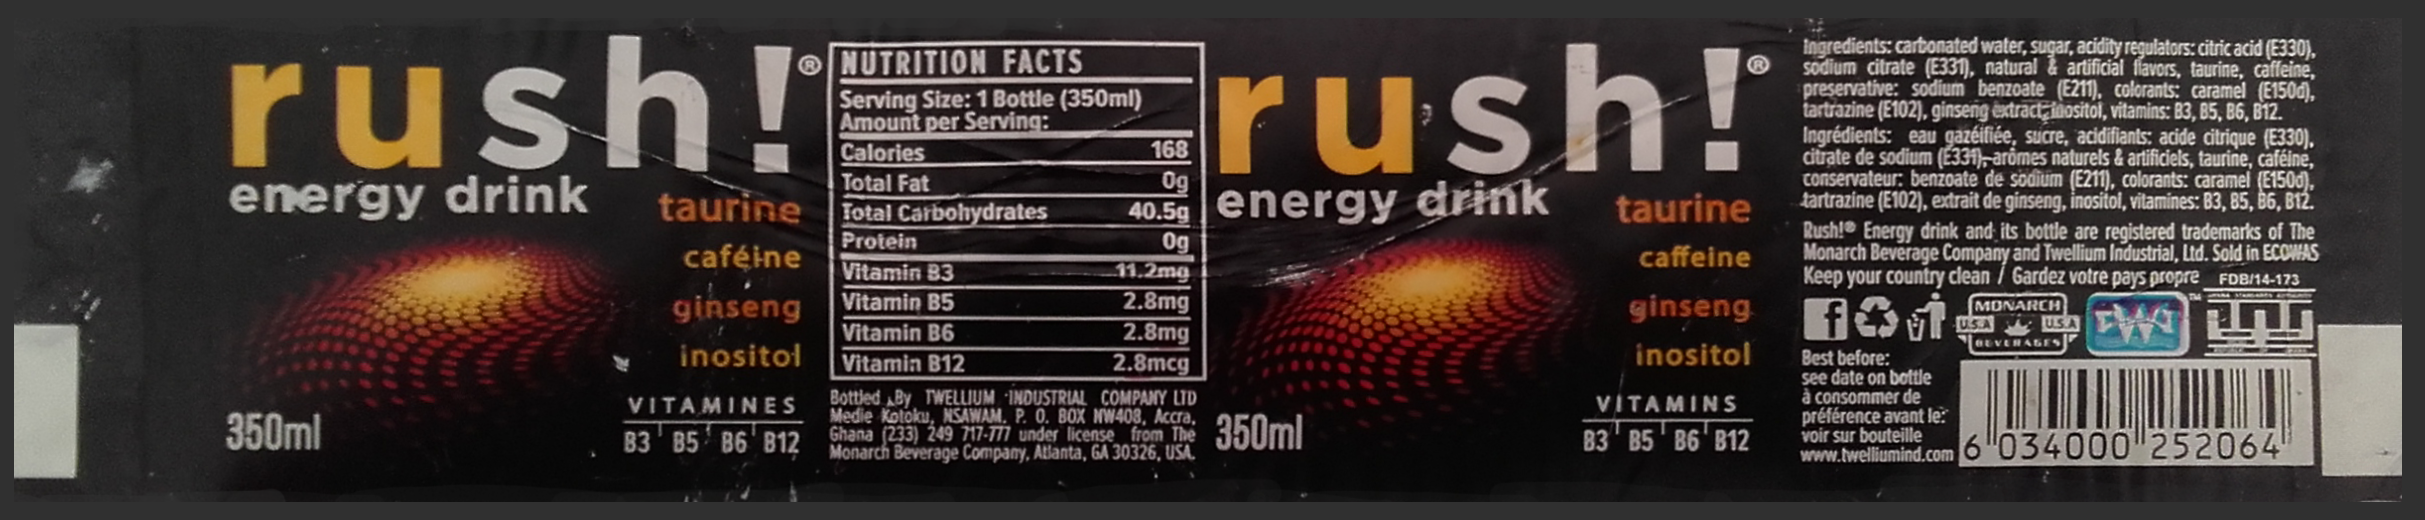 rush!®
energy drink
taurine
caféine
ginseng
inositol
VITAMINES
B3 B5 B6 B12
350ml
NUTRITION FACTS
Serving Size: 1 Bottle (350ml)
Amount per Serving:
Calories 168
Total Fat 0g
Total Carbohydrates 40.5g
Protein 0g
Vitamin B3 11.2mg
Vitamin B5 2.8mg
Vitamin B6 2.8mg
Vitamin B12 2.8mcg
Bottled By TWELLIUM INDUSTRIAL COMPANY LTD
Medie Kotoku, NSAWAM, P. O. BOX NW408, Accra,
Ghana (233) 249 717-777 under license from The
Monarch Beverage Company, Atlanta, GA 30326, USA.
rush!®
energy drink
taurine
caffeine
ginseng
inositol
VITAMINS
B3 B5 B6 B12
350ml
Ingredients: carbonated water, sugar, acidity regulators: citric acid (E330),
sodium citrate (E331), natural & artificial flavors, taurine, caffeine,
preservative: sodium benzoate (E211), colorants: caramel (E150d),
tartrazine (E102), ginseng extract, inositol, vitamins: B3, B5, B6, B12.
Ingrédients: eau gazéifiée, sucre, acidifiants: acide citrique (E330),
citrate de sodium (E331), arômes naturels & artificiels, taurine, caféine,
conservateur: benzoate de sodium (E211), colorants: caramel (E150d),
tartrazine (E102), extrait de ginseng, inositol, vitamines: B3, B5, B6, B12.
Rush!® Energy drink and its bottle are registered trademarks of The
Monarch Beverage Company and Twellium Industrial, Ltd. Sold in ECOWAS
Keep your country clean / Gardez votre pays propre FDB/14-173
MONARCH
U.S.A U.S.A
BEVERAGES
Best before:
see date on bottle
à consommer de
préférence avant le:
voir sur bouteille
www.twelliumind.com
6 034000 252064